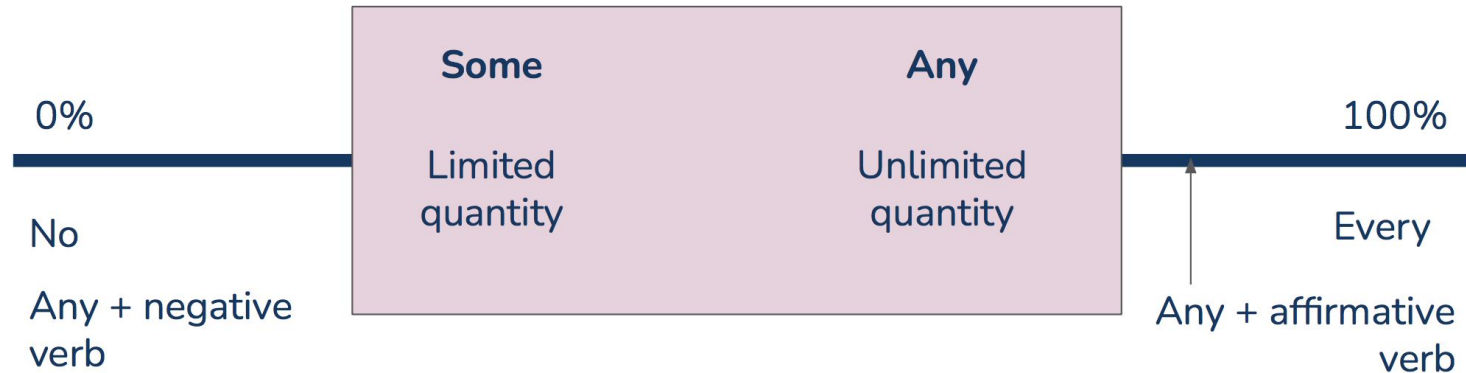 Some
Any
0%
100%
Limited
quantity
Unlimited
quantity
No
Every
Any + negative
verb
Any + affirmative
verb